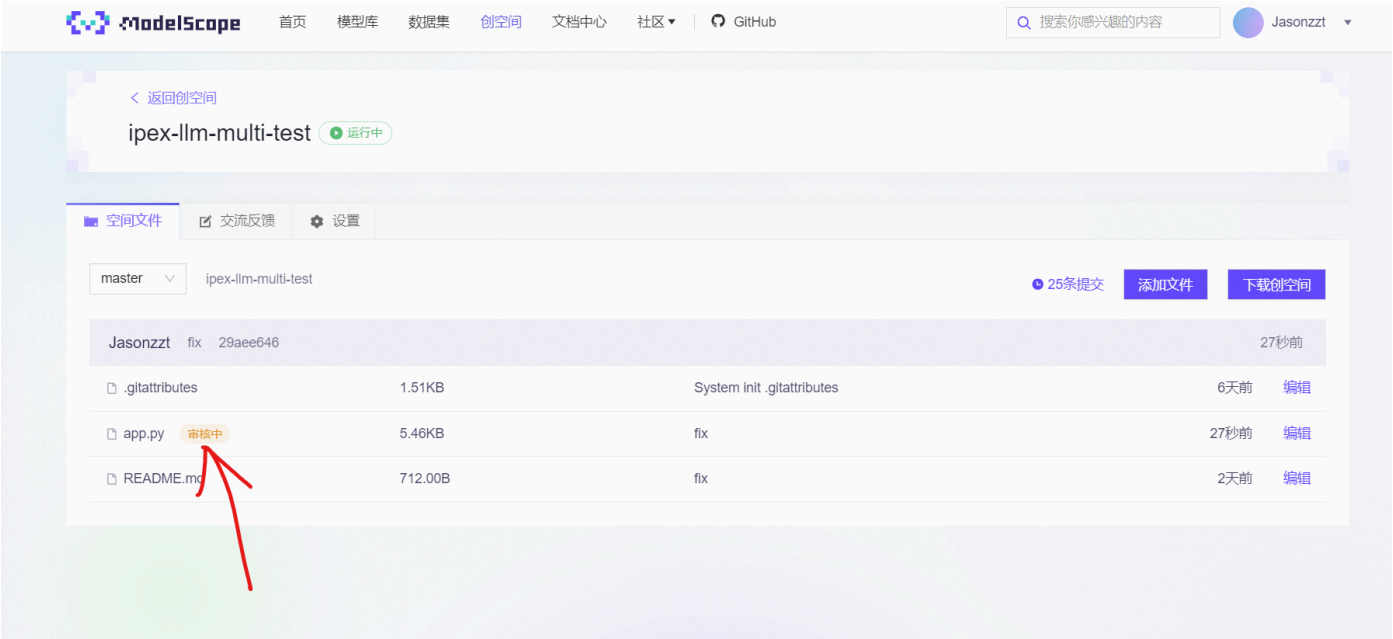 ModelScope 首页 模型库 数据集 创空间 文档中心 社区 GitHub 搜索你感兴趣的内容 Jasonzzt
返回创空间
ipex-llm-multi-test 运行中
空间文件 交流反馈 设置
master ipex-llm-multi-test 25条提交 添加文件 下载创空间
Jasonzzt fix 29aee646 27秒前
.gitattributes 1.51KB System init .gitattributes 6天前 编辑
app.py 审核中 5.46KB fix 27秒前 编辑
README.md 712.00B fix 2天前 编辑